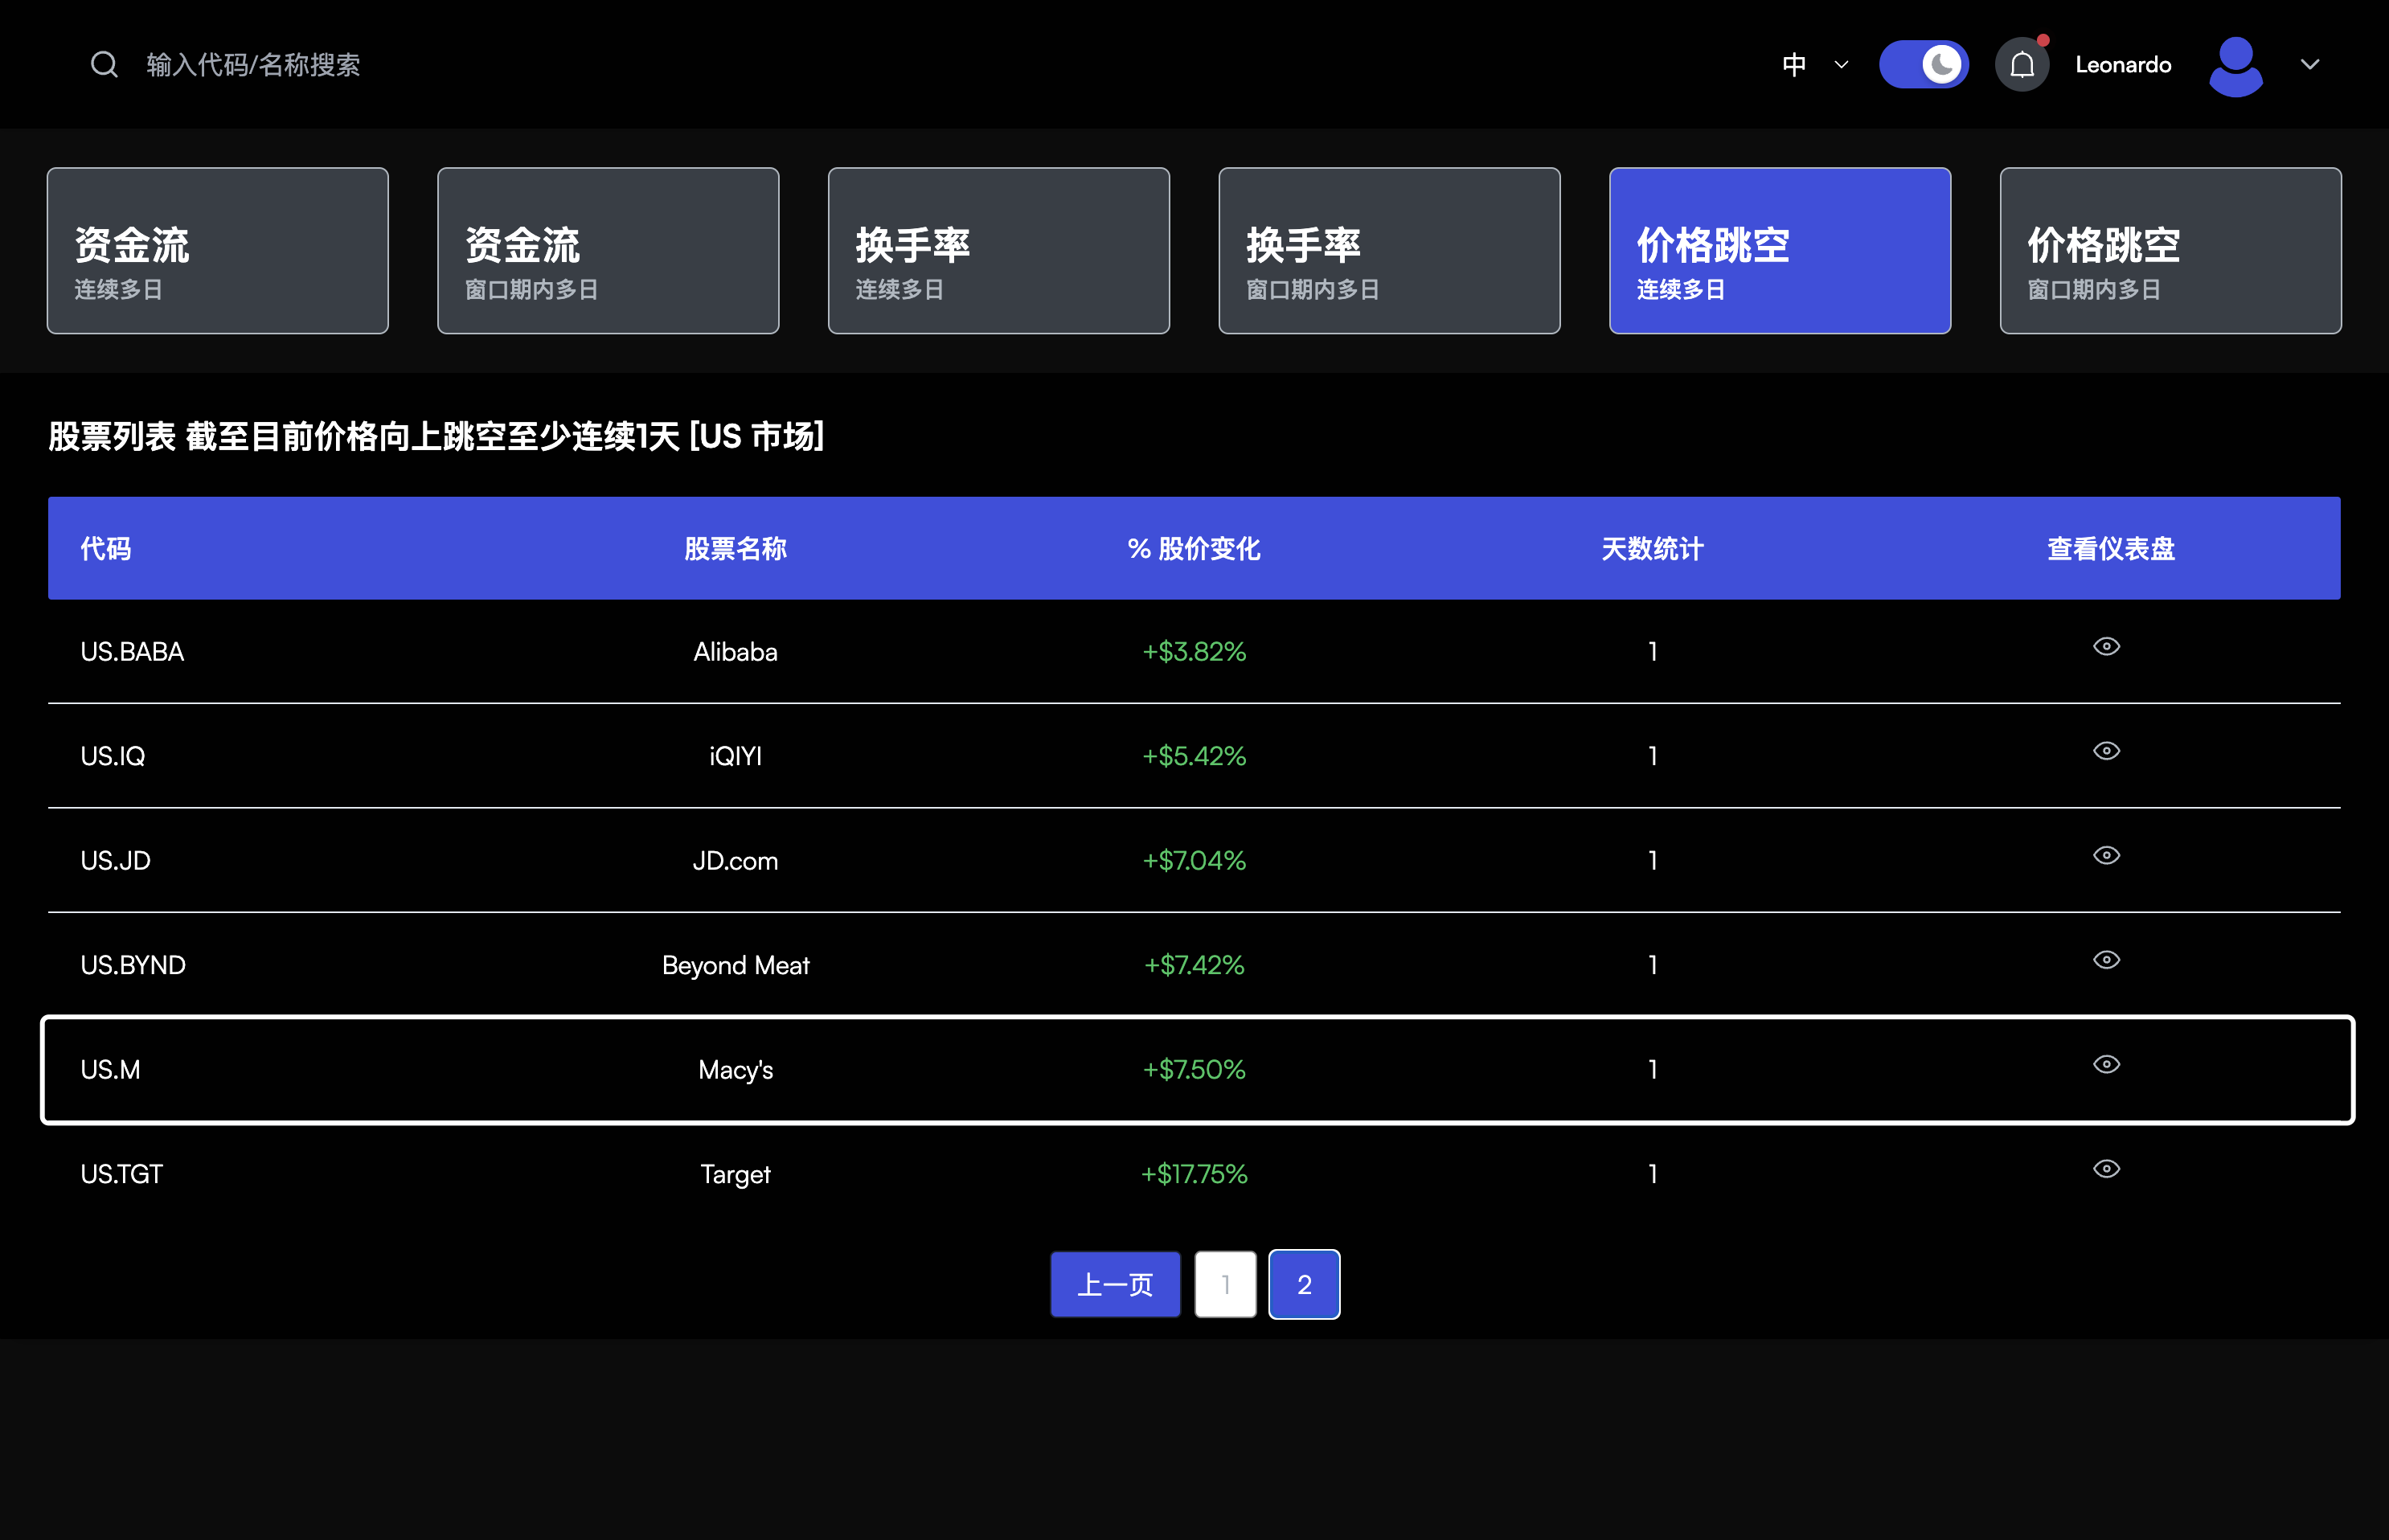 输入代码/名称搜索
中
Leonardo
资金流
连续多日
资金流
窗口期内多日
换手率
连续多日
换手率
窗口期内多日
价格跳空
连续多日
价格跳空
窗口期内多日
股票列表 截至目前价格向上跳空至少连续1天 [US 市场]
代码 股票名称 % 股价变化 天数统计 查看仪表盘
US.BABA Alibaba +$3.82% 1
US.IQ iQIYI +$5.42% 1
US.JD JD.com +$7.04% 1
US.BYND Beyond Meat +$7.42% 1
US.M Macy's +$7.50% 1
US.TGT Target +$17.75% 1
上一页 1 2